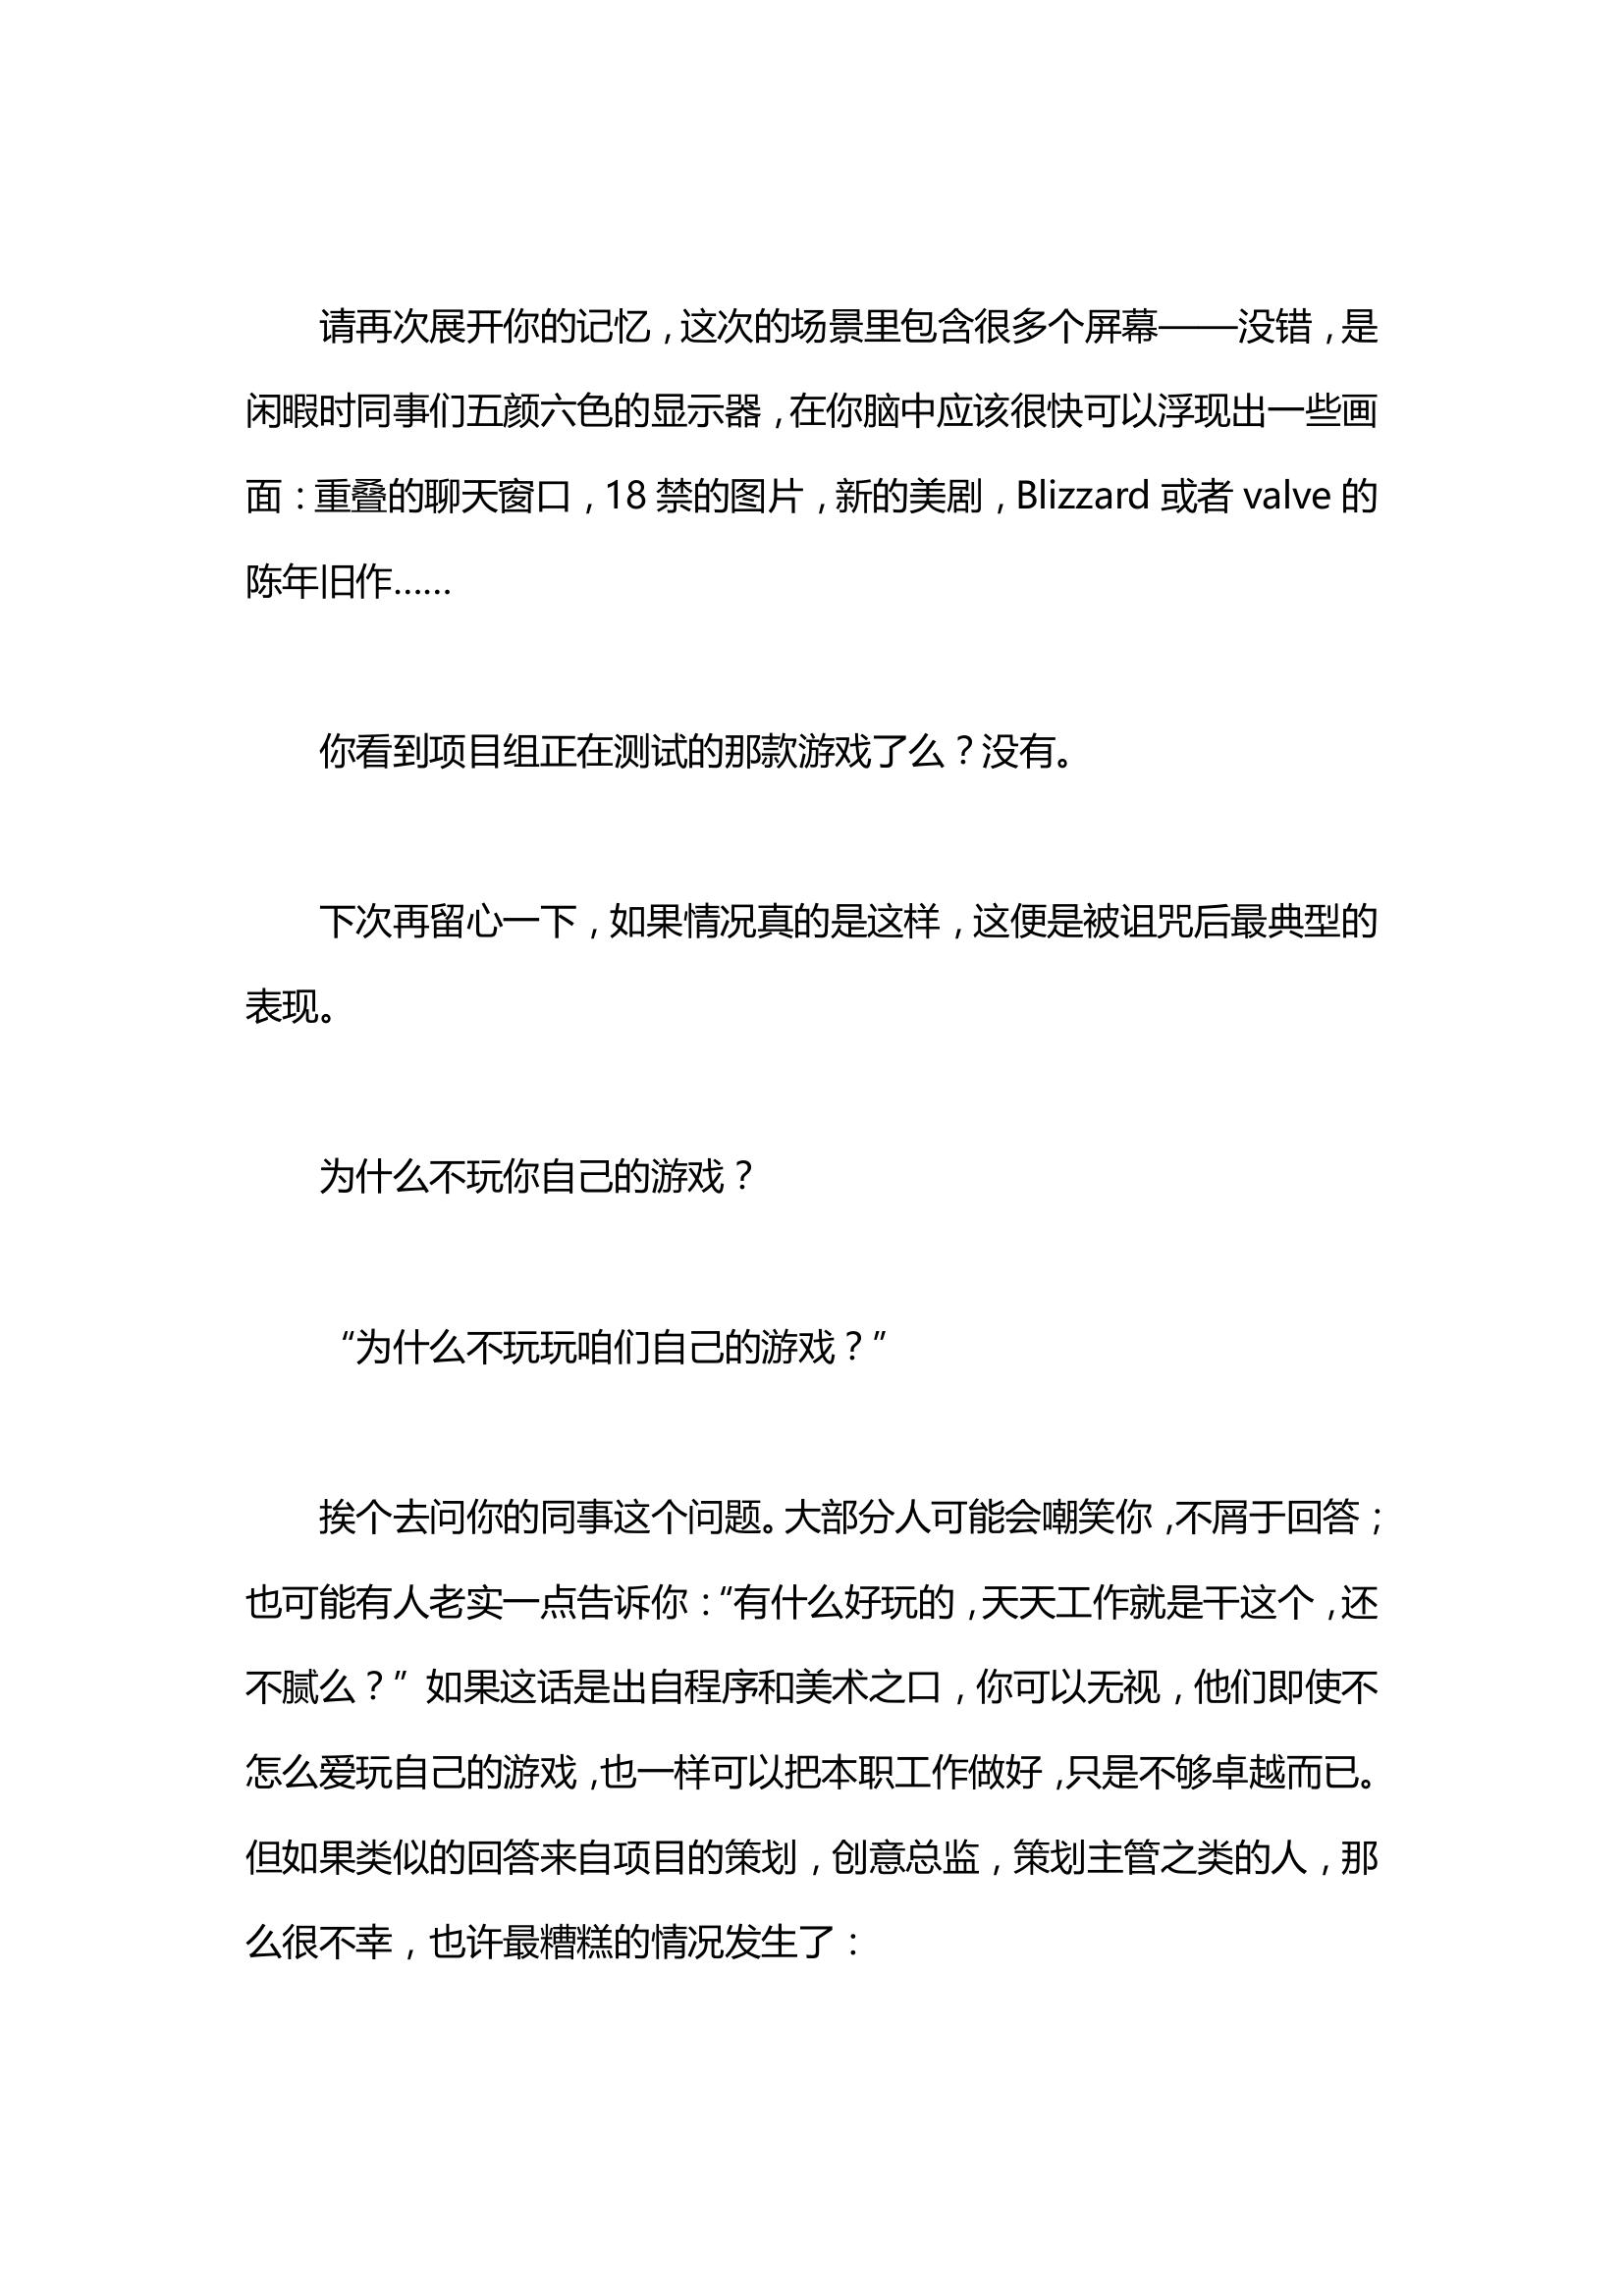 请再次展开你的记忆，这次的场景里包含很多个屏幕——没错，是
闲暇时同事们五颜六色的显示器，在你脑中应该很快可以浮现出一些画
面：重叠的聊天窗口，18 禁的图片，新的美剧，Blizzard 或者 valve 的
陈年旧作……
你看到项目组正在测试的那款游戏了么？没有。
下次再留心一下，如果情况真的是这样，这便是被诅咒后最典型的
表现。
为什么不玩你自己的游戏？
“为什么不玩玩咱们自己的游戏？”
挨个去问你的同事这个问题。大部分人可能会嘲笑你，不屑于回答；
也可能有人老实一点告诉你：“有什么好玩的，天天工作就是干这个，还
不腻么？”如果这话是出自程序和美术之口，你可以无视，他们即使不
怎么爱玩自己的游戏，也一样可以把本职工作做好，只是不够卓越而已。
但如果类似的回答来自项目的策划，创意总监，策划主管之类的人，那
么很不幸，也许最糟糕的情况发生了：